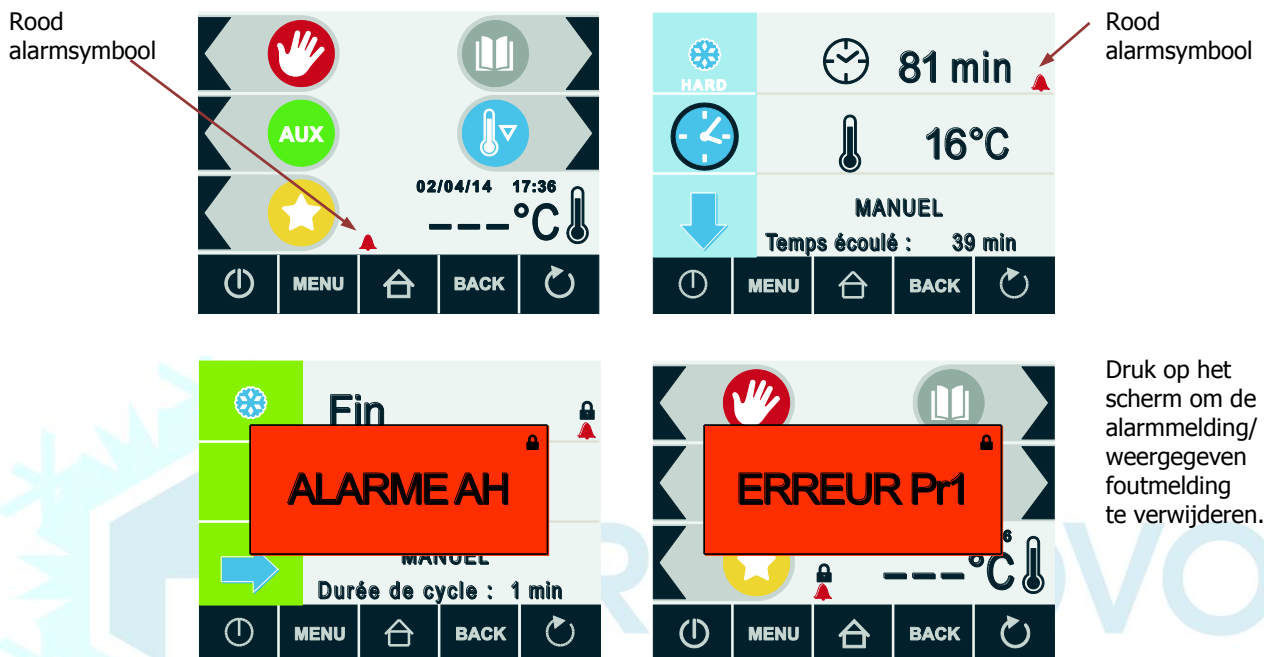 Rood
alarmsymbool
AUX
02/04/14 17:36
---°C
MENU
BACK
HARD
81 min
16°C
MANUEL
Temps écoulé : 39 min
MENU
BACK
Rood
alarmsymbool
Fin
ALARME AH
MANUEL
Durée de cycle : 1 min
MENU
BACK
ERREUR Pr1
6
---°C
MENU
BACK
Druk op het
scherm om de
alarmmelding/
weergegeven
foutmelding
te verwijderen.